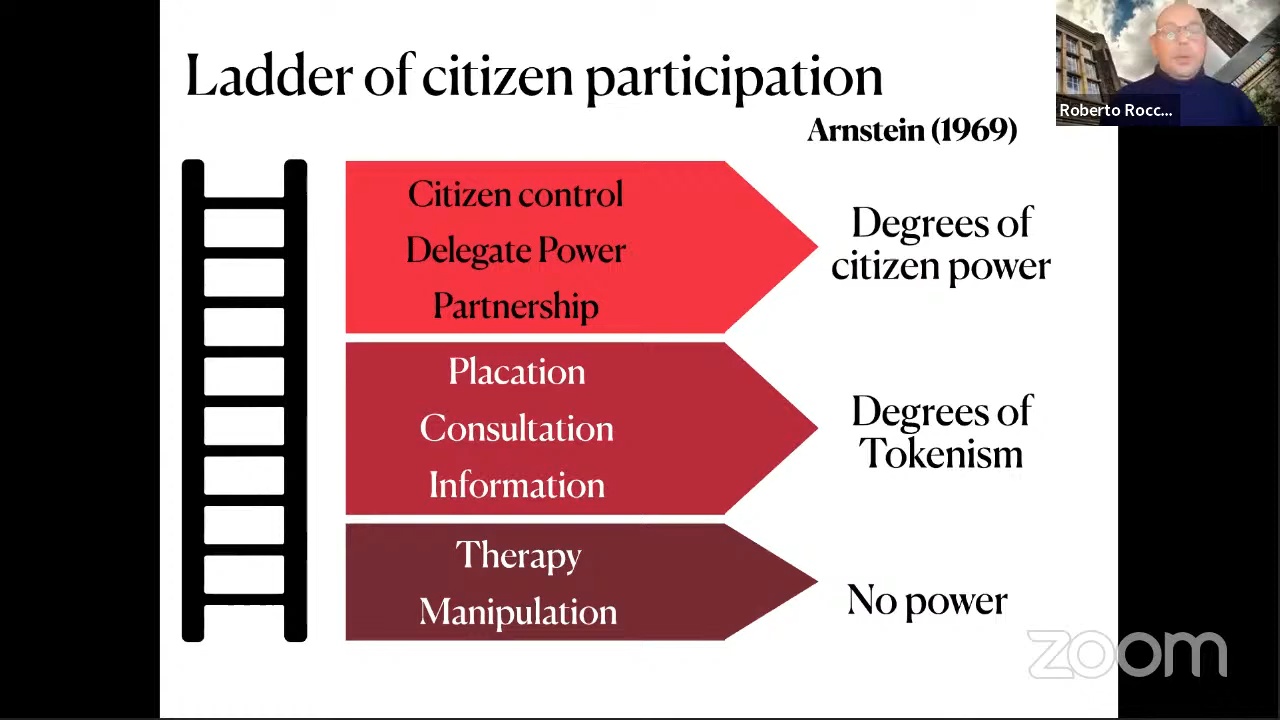 Ladder of citizen participation
Arnstein (1969)
Citizen control
Delegate Power
Partnership
Degrees of
citizen power
Placation
Consultation
Information
Degrees of
Tokenism
Therapy
Manipulation
No power
Roberto Rocc...
zoom